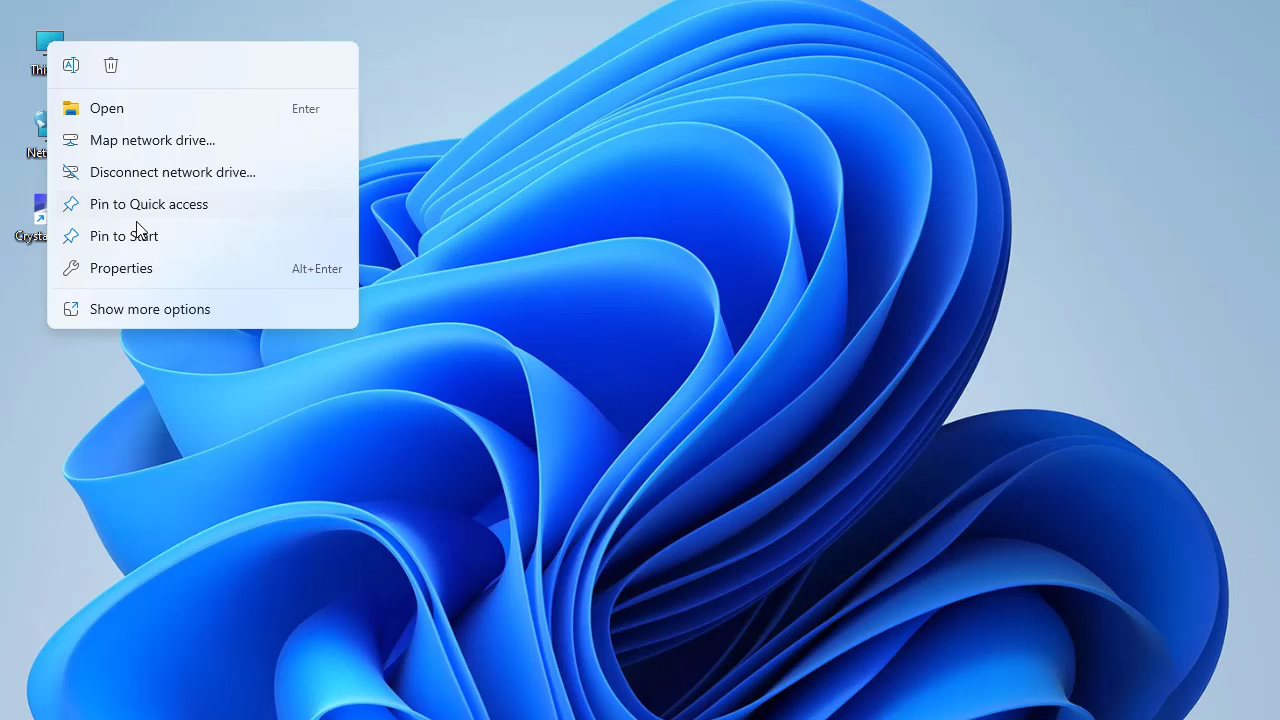 Open Enter
Map network drive...
Disconnect network drive...
Pin to Quick access
Pin to Start
Properties Alt+Enter
Show more options